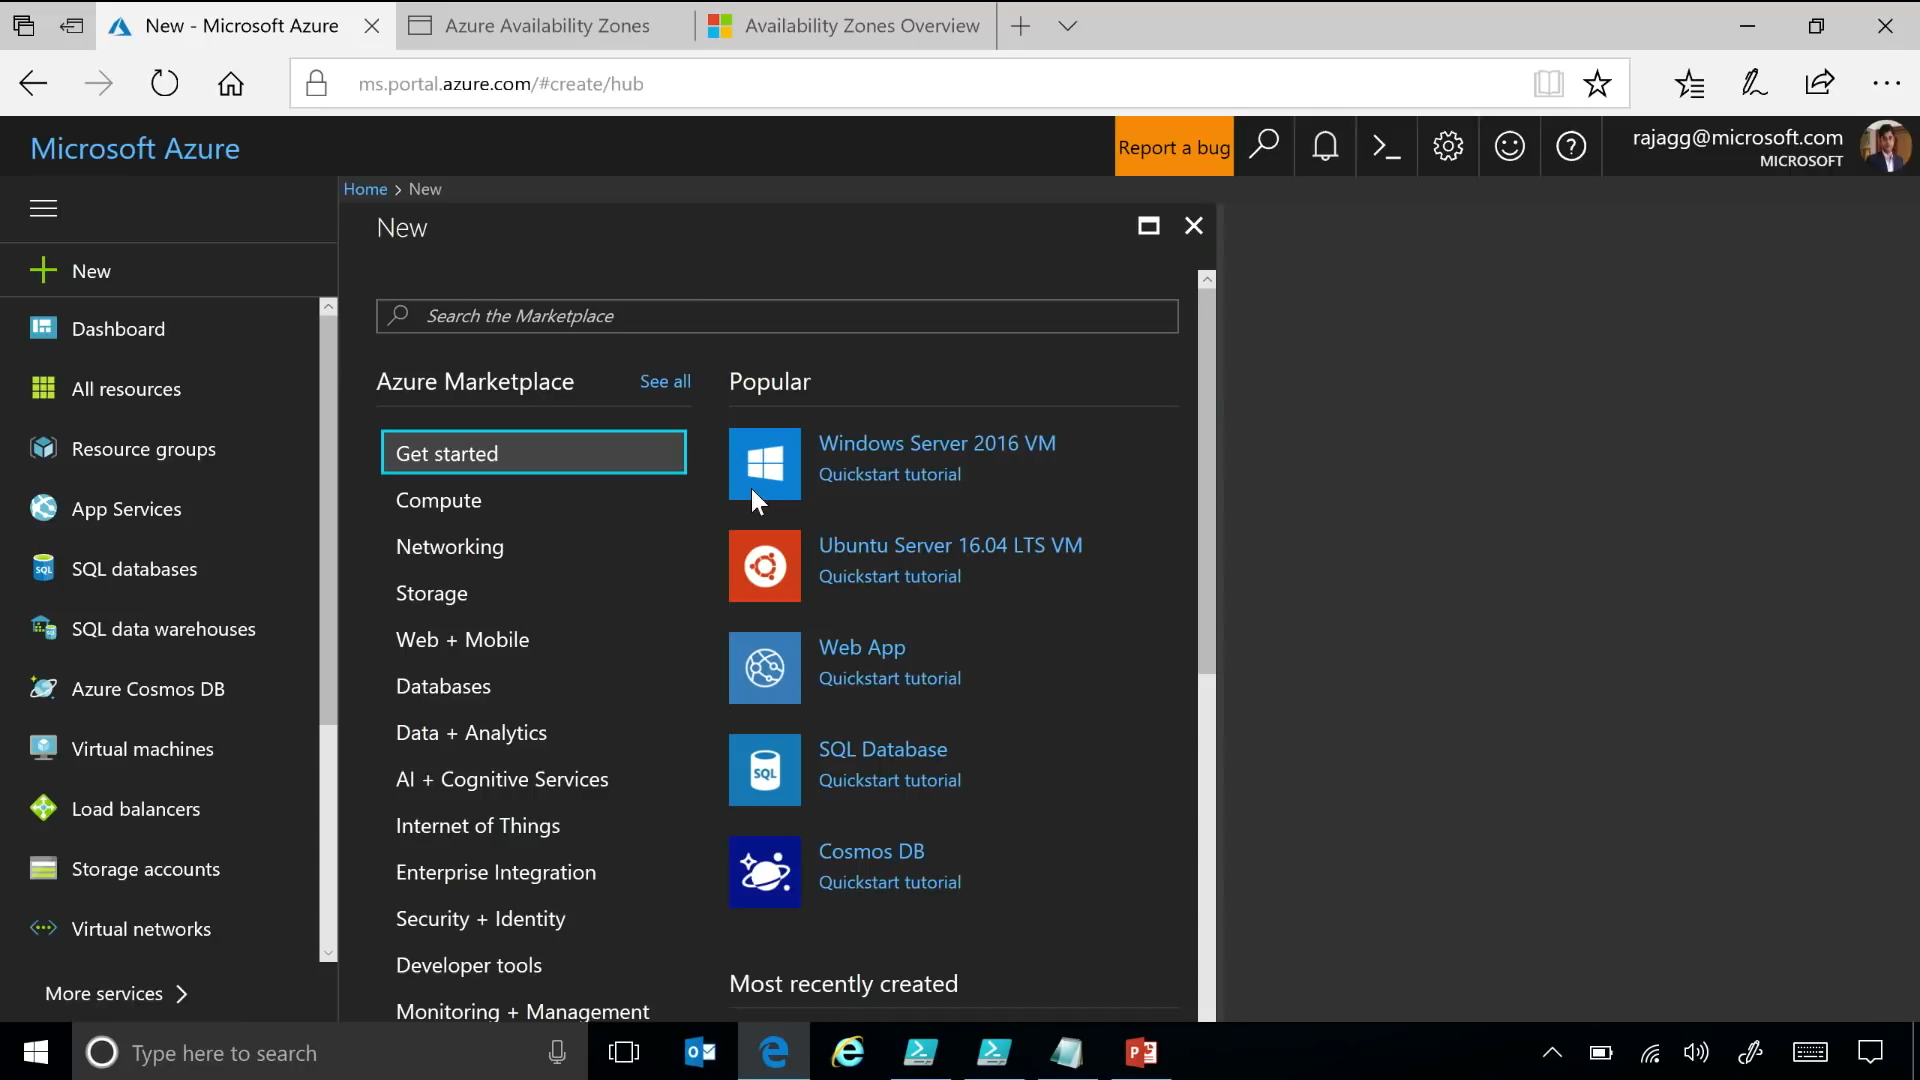 New - Microsoft Azure
Azure Availability Zones
Availability Zones Overview
ms.portal.azure.com/#create/hub
Microsoft Azure
Report a bug
rajagg@microsoft.com
MICROSOFT
Home > New
New
New
Dashboard
All resources
Resource groups
App Services
SQL databases
SQL data warehouses
Azure Cosmos DB
Virtual machines
Load balancers
Storage accounts
Virtual networks
More services >
Search the Marketplace
Azure Marketplace
See all
Get started
Compute
Networking
Storage
Web + Mobile
Databases
Data + Analytics
AI + Cognitive Services
Internet of Things
Enterprise Integration
Security + Identity
Developer tools
Monitoring + Management
Popular
Windows Server 2016 VM
Quickstart tutorial
Ubuntu Server 16.04 LTS VM
Quickstart tutorial
Web App
Quickstart tutorial
SQL
SQL Database
Quickstart tutorial
Cosmos DB
Quickstart tutorial
Most recently created
Type here to search